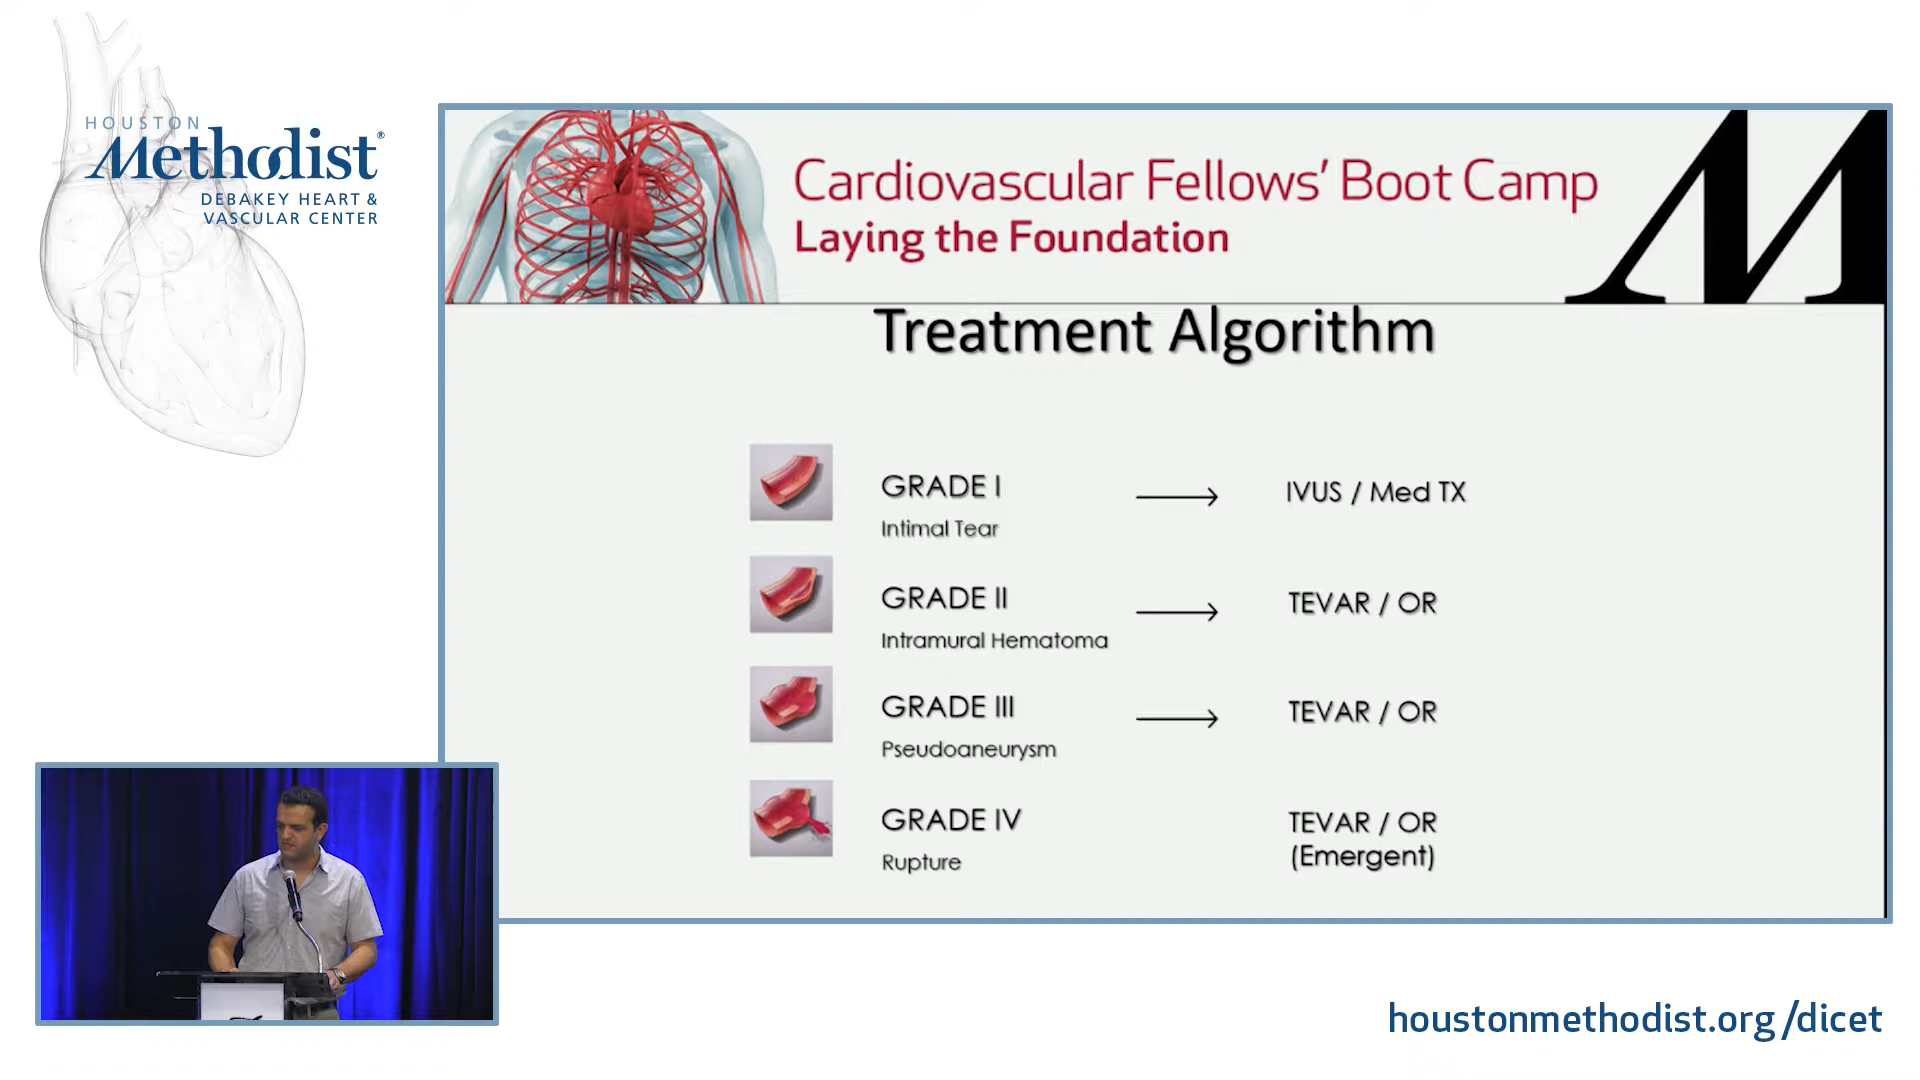 HOUSTON
Methodist®
DEBAKEY HEART &
VASCULAR CENTER
Cardiovascular Fellows' Boot Camp
Laying the Foundation
M
Treatment Algorithm
GRADE I
IVUS / Med TX
Intimal Tear
GRADE II
TEVAR / OR
Intramural Hematoma
GRADE III
TEVAR / OR
Pseudoaneurysm
GRADE IV
TEVAR / OR
(Emergent)
Rupture
houstonmethodist.org/dicet